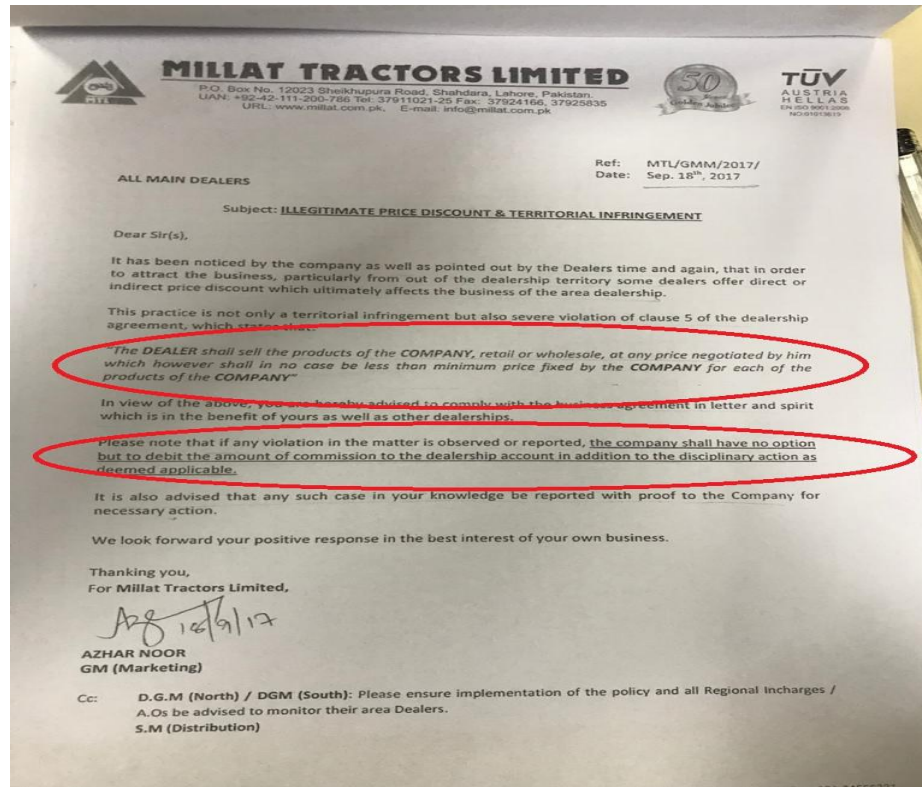 MTL
MILLAT TRACTORS LIMITED
P.O. Box No. 12023 Sheikhupura Road, Shahdara, Lahore, Pakistan.
UAN: +92-42-111-200-786 Tel: 37911021-25 Fax: 37924166, 37925835
URL: www.millat.com.pk, E-mail: info@millat.com.pk
50
Golden Jubilee
TÜV
AUSTRIA
HELLAS
EN ISO 9001:2008
NO:01013613
Ref: MTL/GMM/2017/
Date: Sep. 18th, 2017
ALL MAIN DEALERS
Subject: ILLEGITIMATE PRICE DISCOUNT & TERRITORIAL INFRINGEMENT
Dear Sir(s),
It has been noticed by the company as well as pointed out by the Dealers time and again, that in order
to attract the business, particularly from out of the dealership territory some dealers offer direct or
indirect price discount which ultimately affects the business of the area dealership.
This practice is not only a territorial infringement but also severe violation of clause 5 of the dealership
agreement, which states that:
"The DEALER shall sell the products of the COMPANY, retail or wholesale, at any price negotiated by him
which however shall in no case be less than minimum price fixed by the COMPANY for each of the
products of the COMPANY"
In view of the above, you are hereby advised to comply with the business agreement in letter and spirit
which is in the benefit of yours as well as other dealerships.
Please note that if any violation in the matter is observed or reported, the company shall have no option
but to debit the amount of commission to the dealership account in addition to the disciplinary action as
deemed applicable.
It is also advised that any such case in your knowledge be reported with proof to the Company for
necessary action.
We look forward your positive response in the best interest of your own business.
Thanking you,
For Millat Tractors Limited,
18/9/17
AZHAR NOOR
GM (Marketing)
Cc: D.G.M (North) / DGM (South): Please ensure implementation of the policy and all Regional Incharges /
A.Os be advised to monitor their area Dealers.
S.M (Distribution)